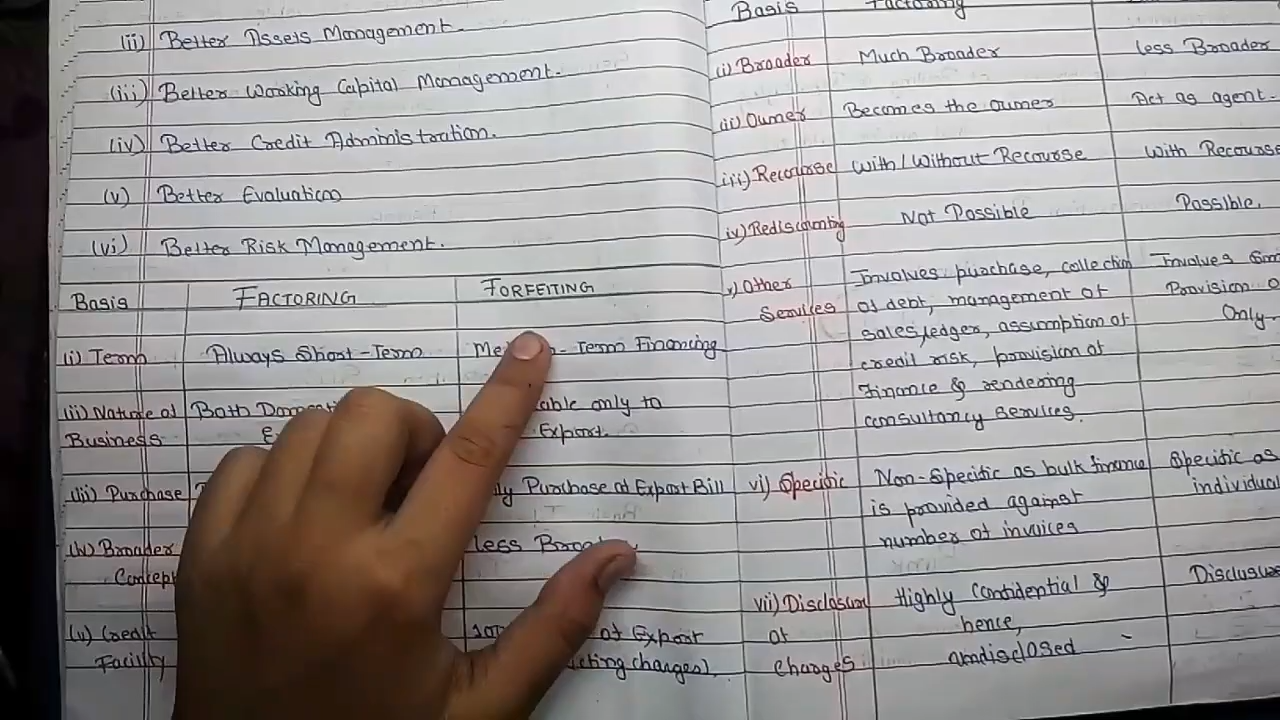 (ii) Better Assets Management.
(iii) Better Working Capital Management.
(iv) Better Credit Administration.
(v) Better Evaluation
(vi) Better Risk Management.
Basis FACTORING FORFEITING
(i) Term Always Short-Term Term Financing
(ii) Nature of Both only to
Business Export.
(iii) Purchase Purchase of Export Bill
(iv) Broader less
Concept
(v) Credit of Export
Facility charges).
Basis Factoring
(i) Broader Much Broader less Broader
(ii) Owner Becomes the owner Act as agent.
(iii) Recourse With/Without Recourse With Recourse
iv) Rediscounting Not Possible Possible.
v) Other Involves purchase, collection Involves
Services of debt, management of Provision
sales ledger, assumption of Only
credit risk, provision of
Finance & rendering
consultancy services.
vi) Specific Non-Specific as bulk finance Specific as
is provided against individual
number of invoices
vii) Disclosure Highly Confidential &
of hence,
Charges undisclosed